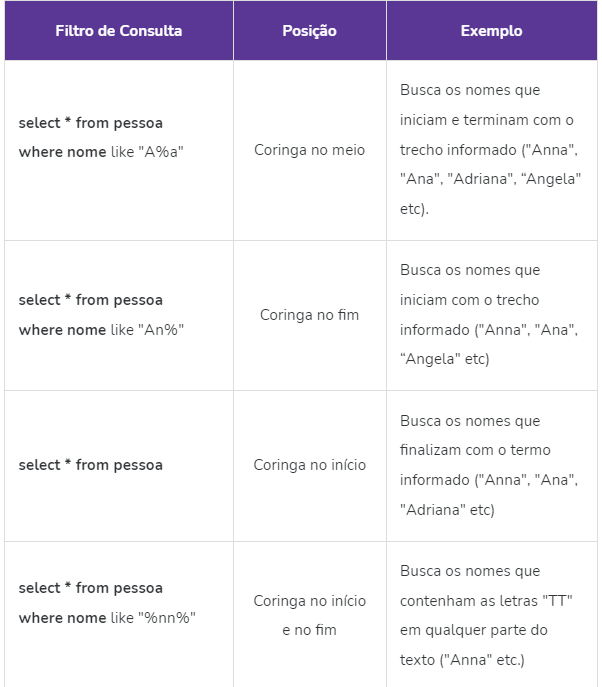 Filtro de Consulta
Posição
Exemplo
select * from pessoa
where nome like "A%a"
Coringa no meio
Busca os nomes que
iniciam e terminam com o
trecho informado ("Anna",
"Ana", "Adriana", “Angela"
etc).
select * from pessoa
where nome like "An%"
Coringa no fim
Busca os nomes que
iniciam com o trecho
informado ("Anna", "Ana",
“Angela" etc)
select * from pessoa
Coringa no início
Busca os nomes que
finalizam com o termo
informado ("Anna", "Ana",
"Adriana" etc)
select * from pessoa
where nome like "%nn%"
Coringa no início
e no fim
Busca os nomes que
contenham as letras "TT"
em qualquer parte do
texto ("Anna" etc.)